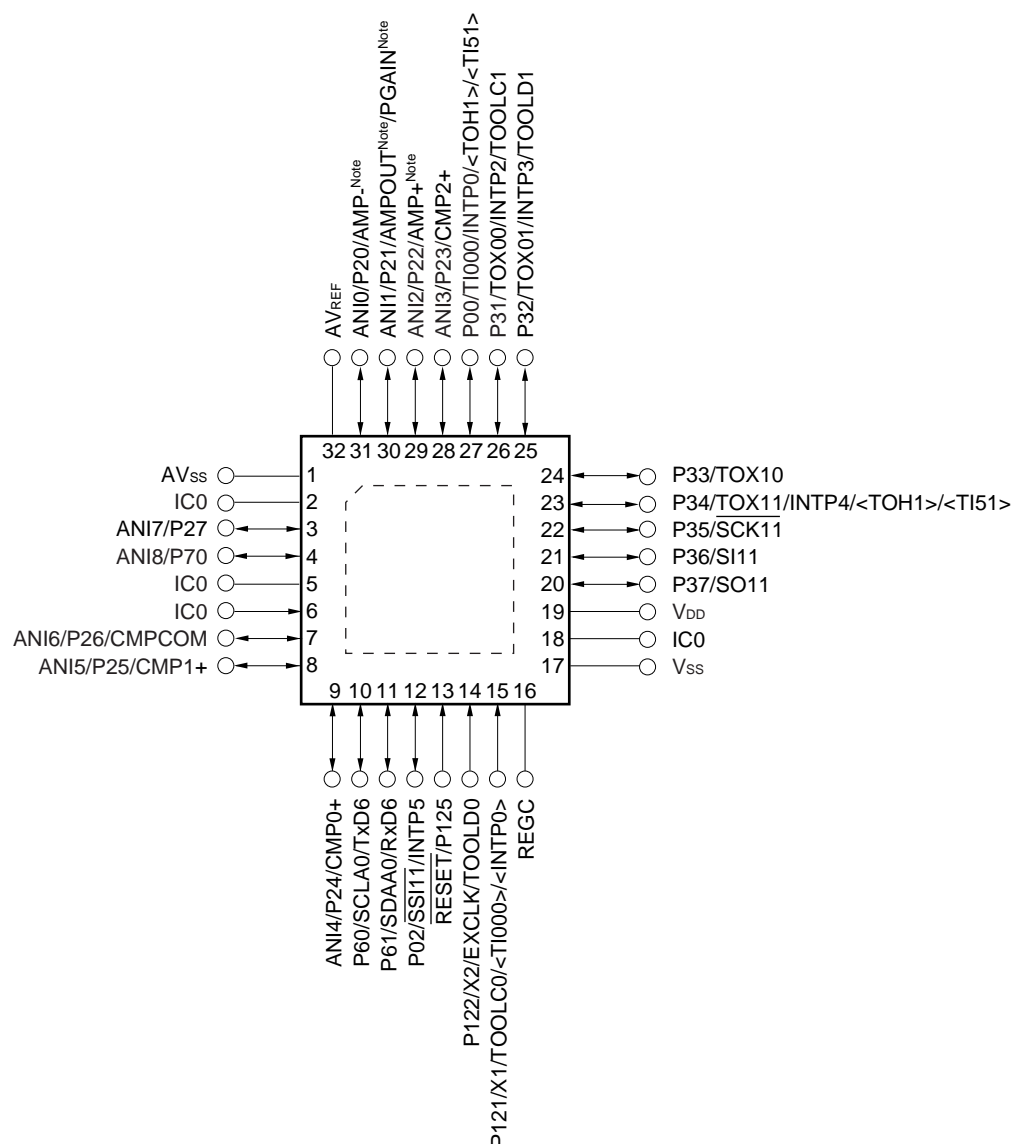 AVREF
ANI0/P20/AMP-Note
ANI1/P21/AMPOUTNote/PGAINNote
ANI2/P22/AMP+Note
ANI3/P23/CMP2+
P00/TI000/INTP0/<TOH1>/<TI51>
P31/TOX00/INTP2/TOOLC1
P32/TOX01/INTP3/TOOLD1
32 31 30 29 28 27 26 25
AVSS 1
IC0 2
ANI7/P27 3
ANI8/P70 4
IC0 5
IC0 6
ANI6/P26/CMPCOM 7
ANI5/P25/CMP1+ 8
24 P33/TOX10
23 P34/TOX11/INTP4/<TOH1>/<TI51>
22 P35/SCK11
21 P36/SI11
20 P37/SO11
19 VDD
18 IC0
17 VSS
9 10 11 12 13 14 15 16
ANI4/P24/CMP0+
P60/SCLA0/TxD6
P61/SDAA0/RxD6
P02/SSI11/INTP5
RESET/P125
P122/X2/EXCLK/TOOLD0
P121/X1/TOOLC0/<TI000>/<INTP0>
REGC